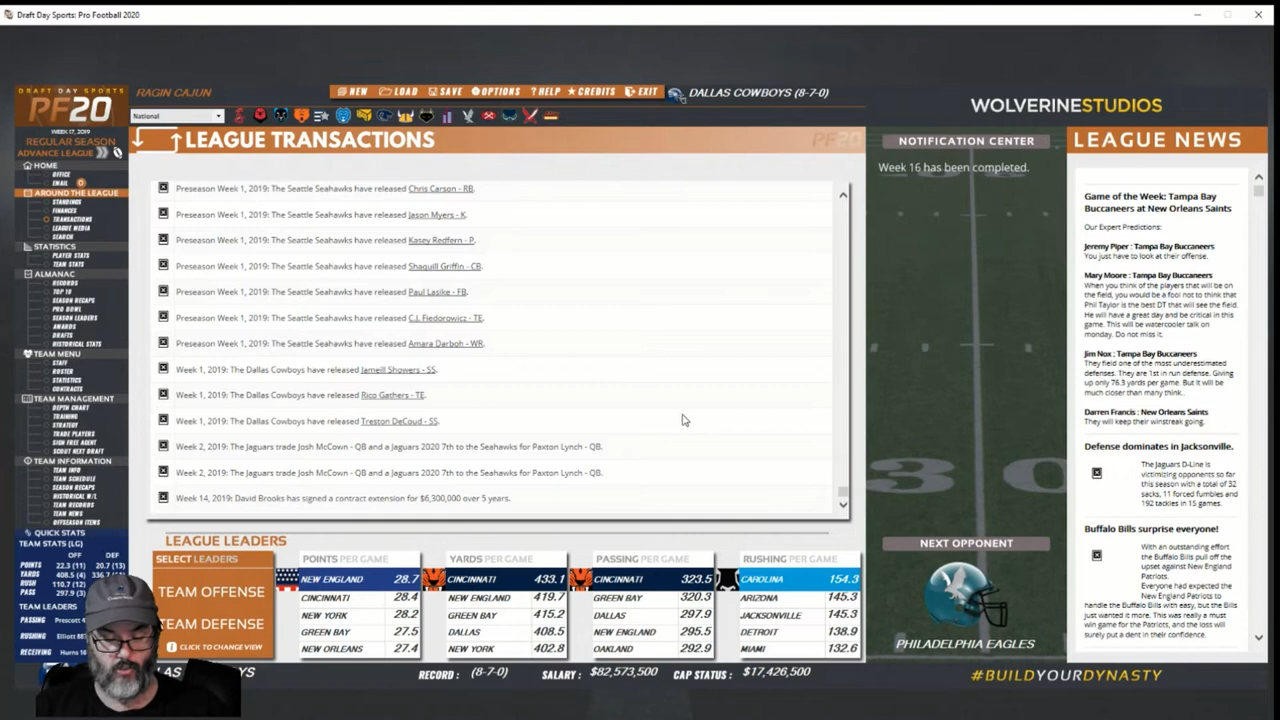 Draft Day Sports: Pro Football 2020
DRAFT DAY SPORTS
PF20
WEEK 17, 2019
REGULAR SEASON
ADVANCE LEAGUE
RAGIN CAJUN
NEW LOAD SAVE OPTIONS ? HELP CREDITS EXIT
DALLAS COWBOYS (8-7-0)
National
HOME
OFFICE
EMAIL
AROUND THE LEAGUE
STANDINGS
FINANCES
TRANSACTIONS
LEAGUE MEDIA
SEARCH
STATISTICS
PLAYER STATS
TEAM STATS
ALMANAC
RECORDS
TOP 10
SEASON RECAPS
PRO BOWL
SEASON LEADERS
AWARDS
DRAFTS
HISTORICAL STATS
TEAM MENU
STAFF
ROSTER
STATISTICS
CONTRACTS
TEAM MANAGEMENT
DEPTH CHART
TRAINING
STRATEGY
TRADE PLAYERS
SIGN FREE AGENT
SCOUT NEXT DRAFT
TEAM INFORMATION
TEAM INFO
TEAM SCHEDULE
SEASON RECAPS
HISTORICAL W/L
TEAM RECORDS
TEAM NEWS
OFFSEASON ITEMS
QUICK STATS
TEAM STATS (LG)
OFF DEF
POINTS 22.3 (11) 20.7 (13)
YARDS 408.5 (4) 336.7
RUSH 110.7 (12)
PASS 297.9 (3)
TEAM LEADERS
PASSING Prescott
RUSHING Elliott
RECEIVING Hurns
LEAGUE TRANSACTIONS
PF20
Preseason Week 1, 2019: The Seattle Seahawks have released Chris Carson - RB.
Preseason Week 1, 2019: The Seattle Seahawks have released Jason Myers - K.
Preseason Week 1, 2019: The Seattle Seahawks have released Kasey Redfern - P.
Preseason Week 1, 2019: The Seattle Seahawks have released Shaquill Griffin - CB.
Preseason Week 1, 2019: The Seattle Seahawks have released Paul Lasike - FB.
Preseason Week 1, 2019: The Seattle Seahawks have released C.J. Fiedorowicz - TE.
Preseason Week 1, 2019: The Seattle Seahawks have released Amara Darboh - WR.
Week 1, 2019: The Dallas Cowboys have released Jameill Showers - SS.
Week 1, 2019: The Dallas Cowboys have released Rico Gathers - TE.
Week 1, 2019: The Dallas Cowboys have released Treston DeCoud - SS.
Week 2, 2019: The Jaguars trade Josh McCown - QB and a Jaguars 2020 7th to the Seahawks for Paxton Lynch - QB.
Week 2, 2019: The Jaguars trade Josh McCown - QB and a Jaguars 2020 7th to the Seahawks for Paxton Lynch - QB.
Week 14, 2019: David Brooks has signed a contract extension for $6,300,000 over 5 years.
LEAGUE LEADERS
SELECT LEADERS
TEAM OFFENSE
TEAM DEFENSE
CLICK TO CHANGE VIEW
POINTS PER GAME
NEW ENGLAND 28.7
CINCINNATI 28.4
NEW YORK 28.2
GREEN BAY 27.5
NEW ORLEANS 27.4
YARDS PER GAME
CINCINNATI 433.1
NEW ENGLAND 419.7
GREEN BAY 415.2
DALLAS 408.5
NEW YORK 402.8
PASSING PER GAME
CINCINNATI 323.5
GREEN BAY 320.3
DALLAS 297.9
NEW ENGLAND 295.5
OAKLAND 292.9
RUSHING PER GAME
CAROLINA 154.3
ARIZONA 145.3
JACKSONVILLE 145.3
DETROIT 138.9
MIAMI 132.6
RECORD : (8-7-0) SALARY : $82,573,500 CAP STATUS : $17,426,500
WOLVERINESTUDIOS
NOTIFICATION CENTER
Week 16 has been completed.
30
NEXT OPPONENT
PHILADELPHIA EAGLES
LEAGUE NEWS
Game of the Week: Tampa Bay
Buccaneers at New Orleans Saints
Our Expert Predictions:
Jeremy Piper : Tampa Bay Buccaneers
You just have to look at their offense.
Mary Moore : Tampa Bay Buccaneers
When you think of the players that will be on
the field, you would be a fool not to think that
Phil Taylor is the best DT that will see the field.
He will have a great day and be critical in this
game. This will be watercooler talk on
monday. Do not miss it.
Jim Nox : Tampa Bay Buccaneers
They field one of the most underestimated
defenses. They are 1st in run defense. Giving
up only 76.3 yards per game. But it will be
much closer than many think..
Darren Francis : New Orleans Saints
They will keep their winstreak going.
Defense dominates in Jacksonville.
The Jaguars D-Line is
victimizing opponents so far
this season with a total of 32
sacks, 11 forced fumbles and
192 tackles in 15 games.
Buffalo Bills surprise everyone!
With an outstanding effort
the Buffalo Bills pull off the
upset against New England
Patriots.
Everyone had expected the
New England Patriots to
handle the Buffalo Bills with easy, but the Bills
just wanted it more. This was really a must
win game for the Patriots, and the loss will
surely put a dent in their confidence.
#BUILDYOURDYNASTY